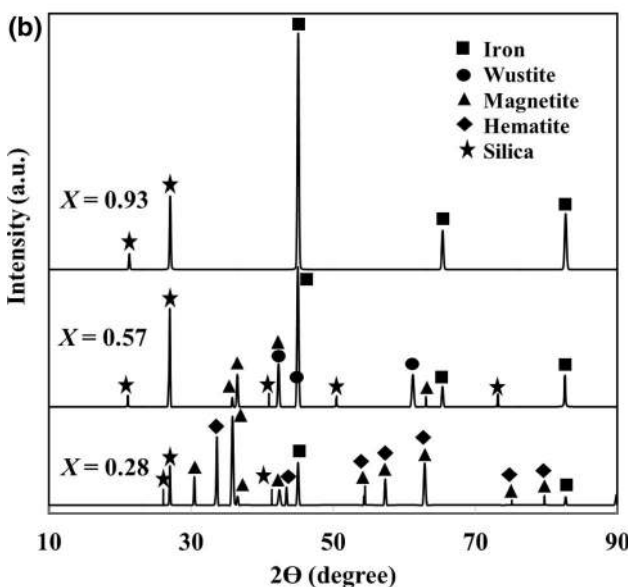 (b)
Iron
Wustite
Magnetite
Hematite
Silica
X = 0.93
X = 0.57
X = 0.28
Intensity (a.u.)
10 30 50 70 90
2Θ (degree)